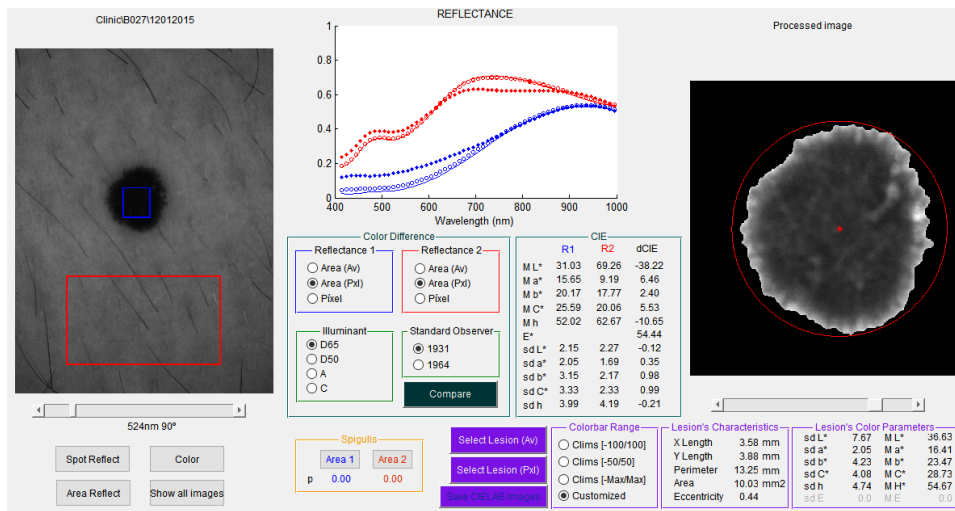 Clinic\B027\12012015
REFLECTANCE
Processed image
1
0.8
0.6
0.4
0.2
0
400 500 600 700 800 900 1000
Wavelength (nm)
524nm 90º
Spot Reflect
Color
Area Reflect
Show all images
Color Difference
Reflectance 1
Area (Av)
Area (Pxl)
Píxel
Reflectance 2
Area (Av)
Area (Pxl)
Píxel
Illuminant
D65
D50
A
C
Standard Observer
1931
1964
Compare
CIE
R1 R2 dCIE
M L* 31.03 69.26 -38.22
M a* 15.65 9.19 6.46
M b* 20.17 17.77 2.40
M C* 25.59 20.06 5.53
M h 52.02 62.67 -10.65
E* 54.44
sd L* 2.15 2.27 -0.12
sd a* 2.05 1.69 0.35
sd b* 3.15 2.17 0.98
sd C* 3.33 2.33 0.99
sd h 3.99 4.19 -0.21
Spigulis
Area 1 Area 2
p 0.00 0.00
Select Lesion (Av)
Select Lesion (Pxl)
Save CIELAB Images
Colorbar Range
Clims [-100/100]
Clims [-50/50]
Clims [-Max/Max]
Customized
Lesion's Characteristics
X Length 3.58 mm
Y Length 3.88 mm
Perimeter 13.25 mm
Area 10.03 mm2
Eccentricity 0.44
Lesion's Color Parameters
sd L* 7.67 M L* 36.63
sd a* 2.05 M a* 16.41
sd b* 4.23 M b* 23.47
sd C* 4.08 M C* 28.73
sd h 4.74 M H* 54.67
sd E 0.0 M E 0.0